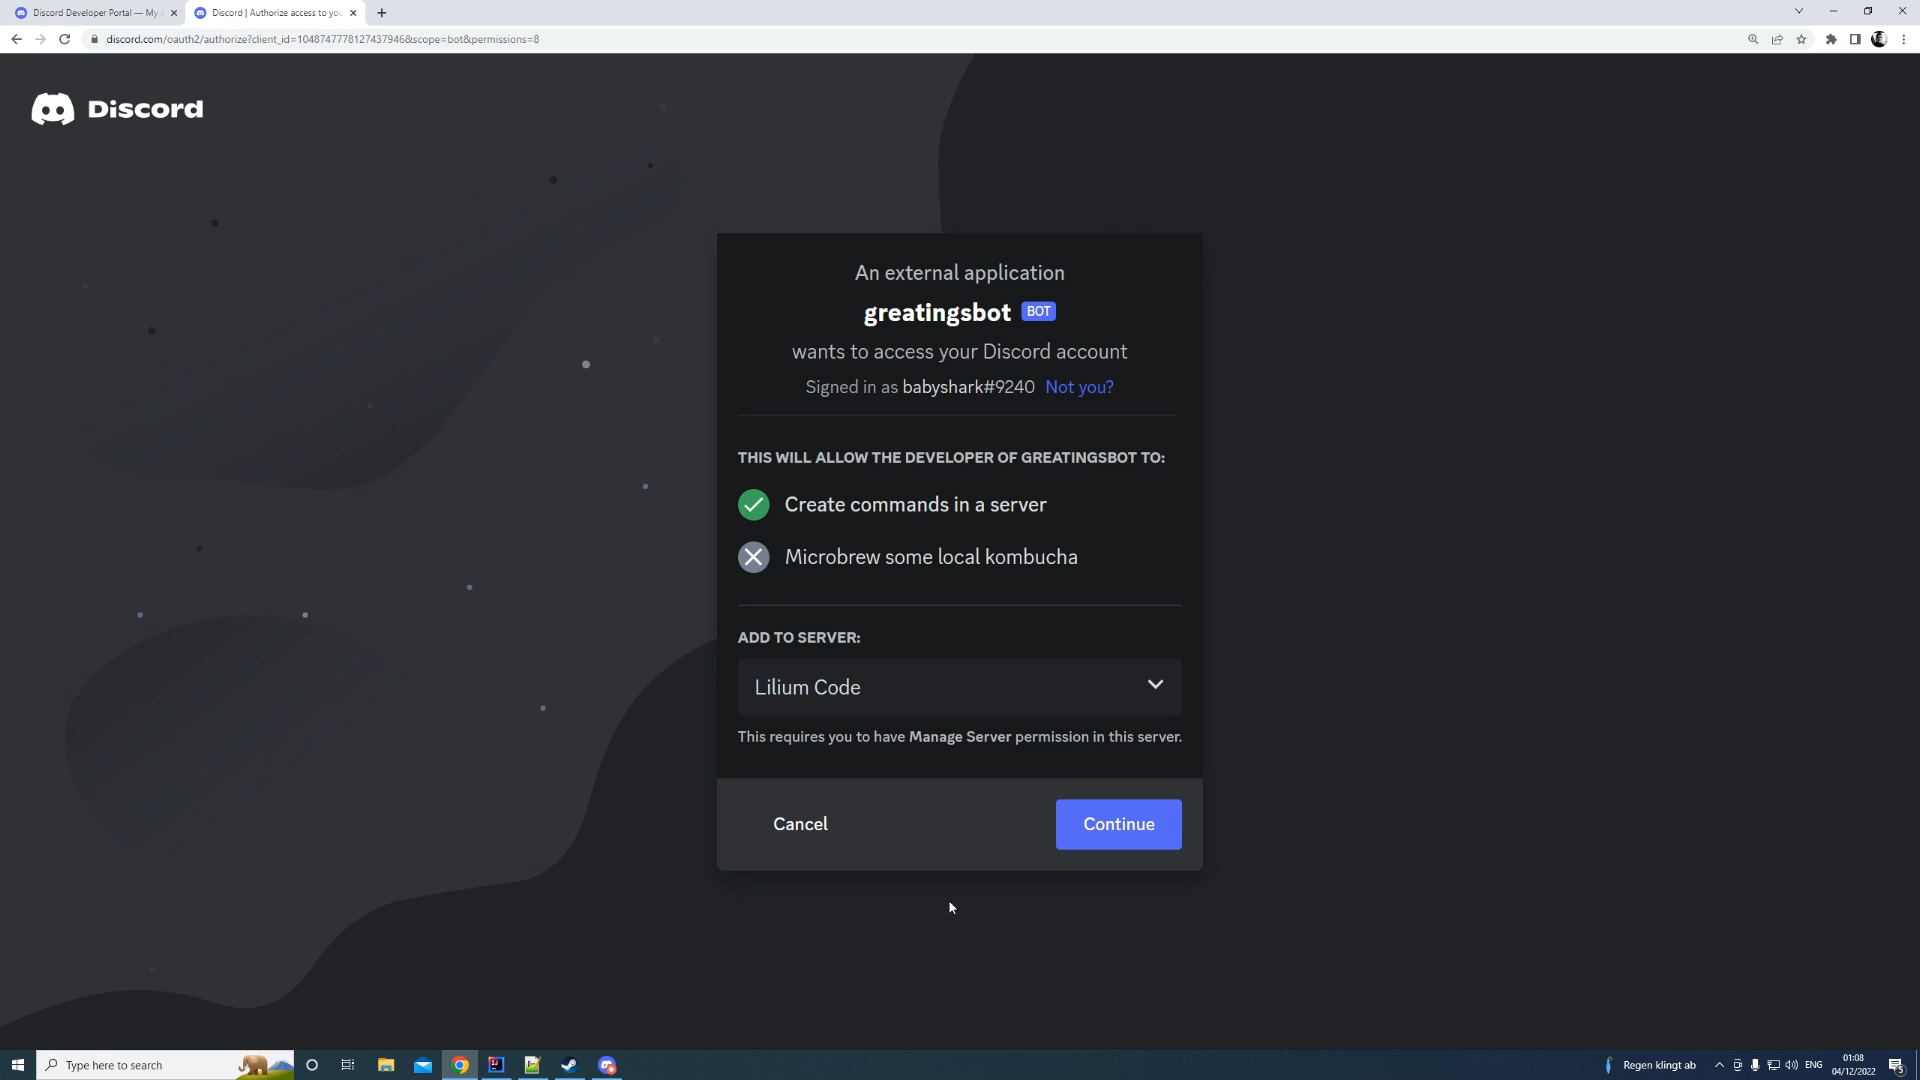 Discord Developer Portal — My A
Discord | Authorize access to you
discord.com/oauth2/authorize?client_id=1048747778127437946&scope=bot&permissions=8
Discord
An external application
greatingsbot BOT
wants to access your Discord account
Signed in as babyshark#9240 Not you?
THIS WILL ALLOW THE DEVELOPER OF GREATINGSBOT TO:
Create commands in a server
Microbrew some local kombucha
ADD TO SERVER:
Lilium Code
This requires you to have Manage Server permission in this server.
Cancel
Continue
Type here to search
Regen klingt ab
ENG
01:08
04/12/2022
5